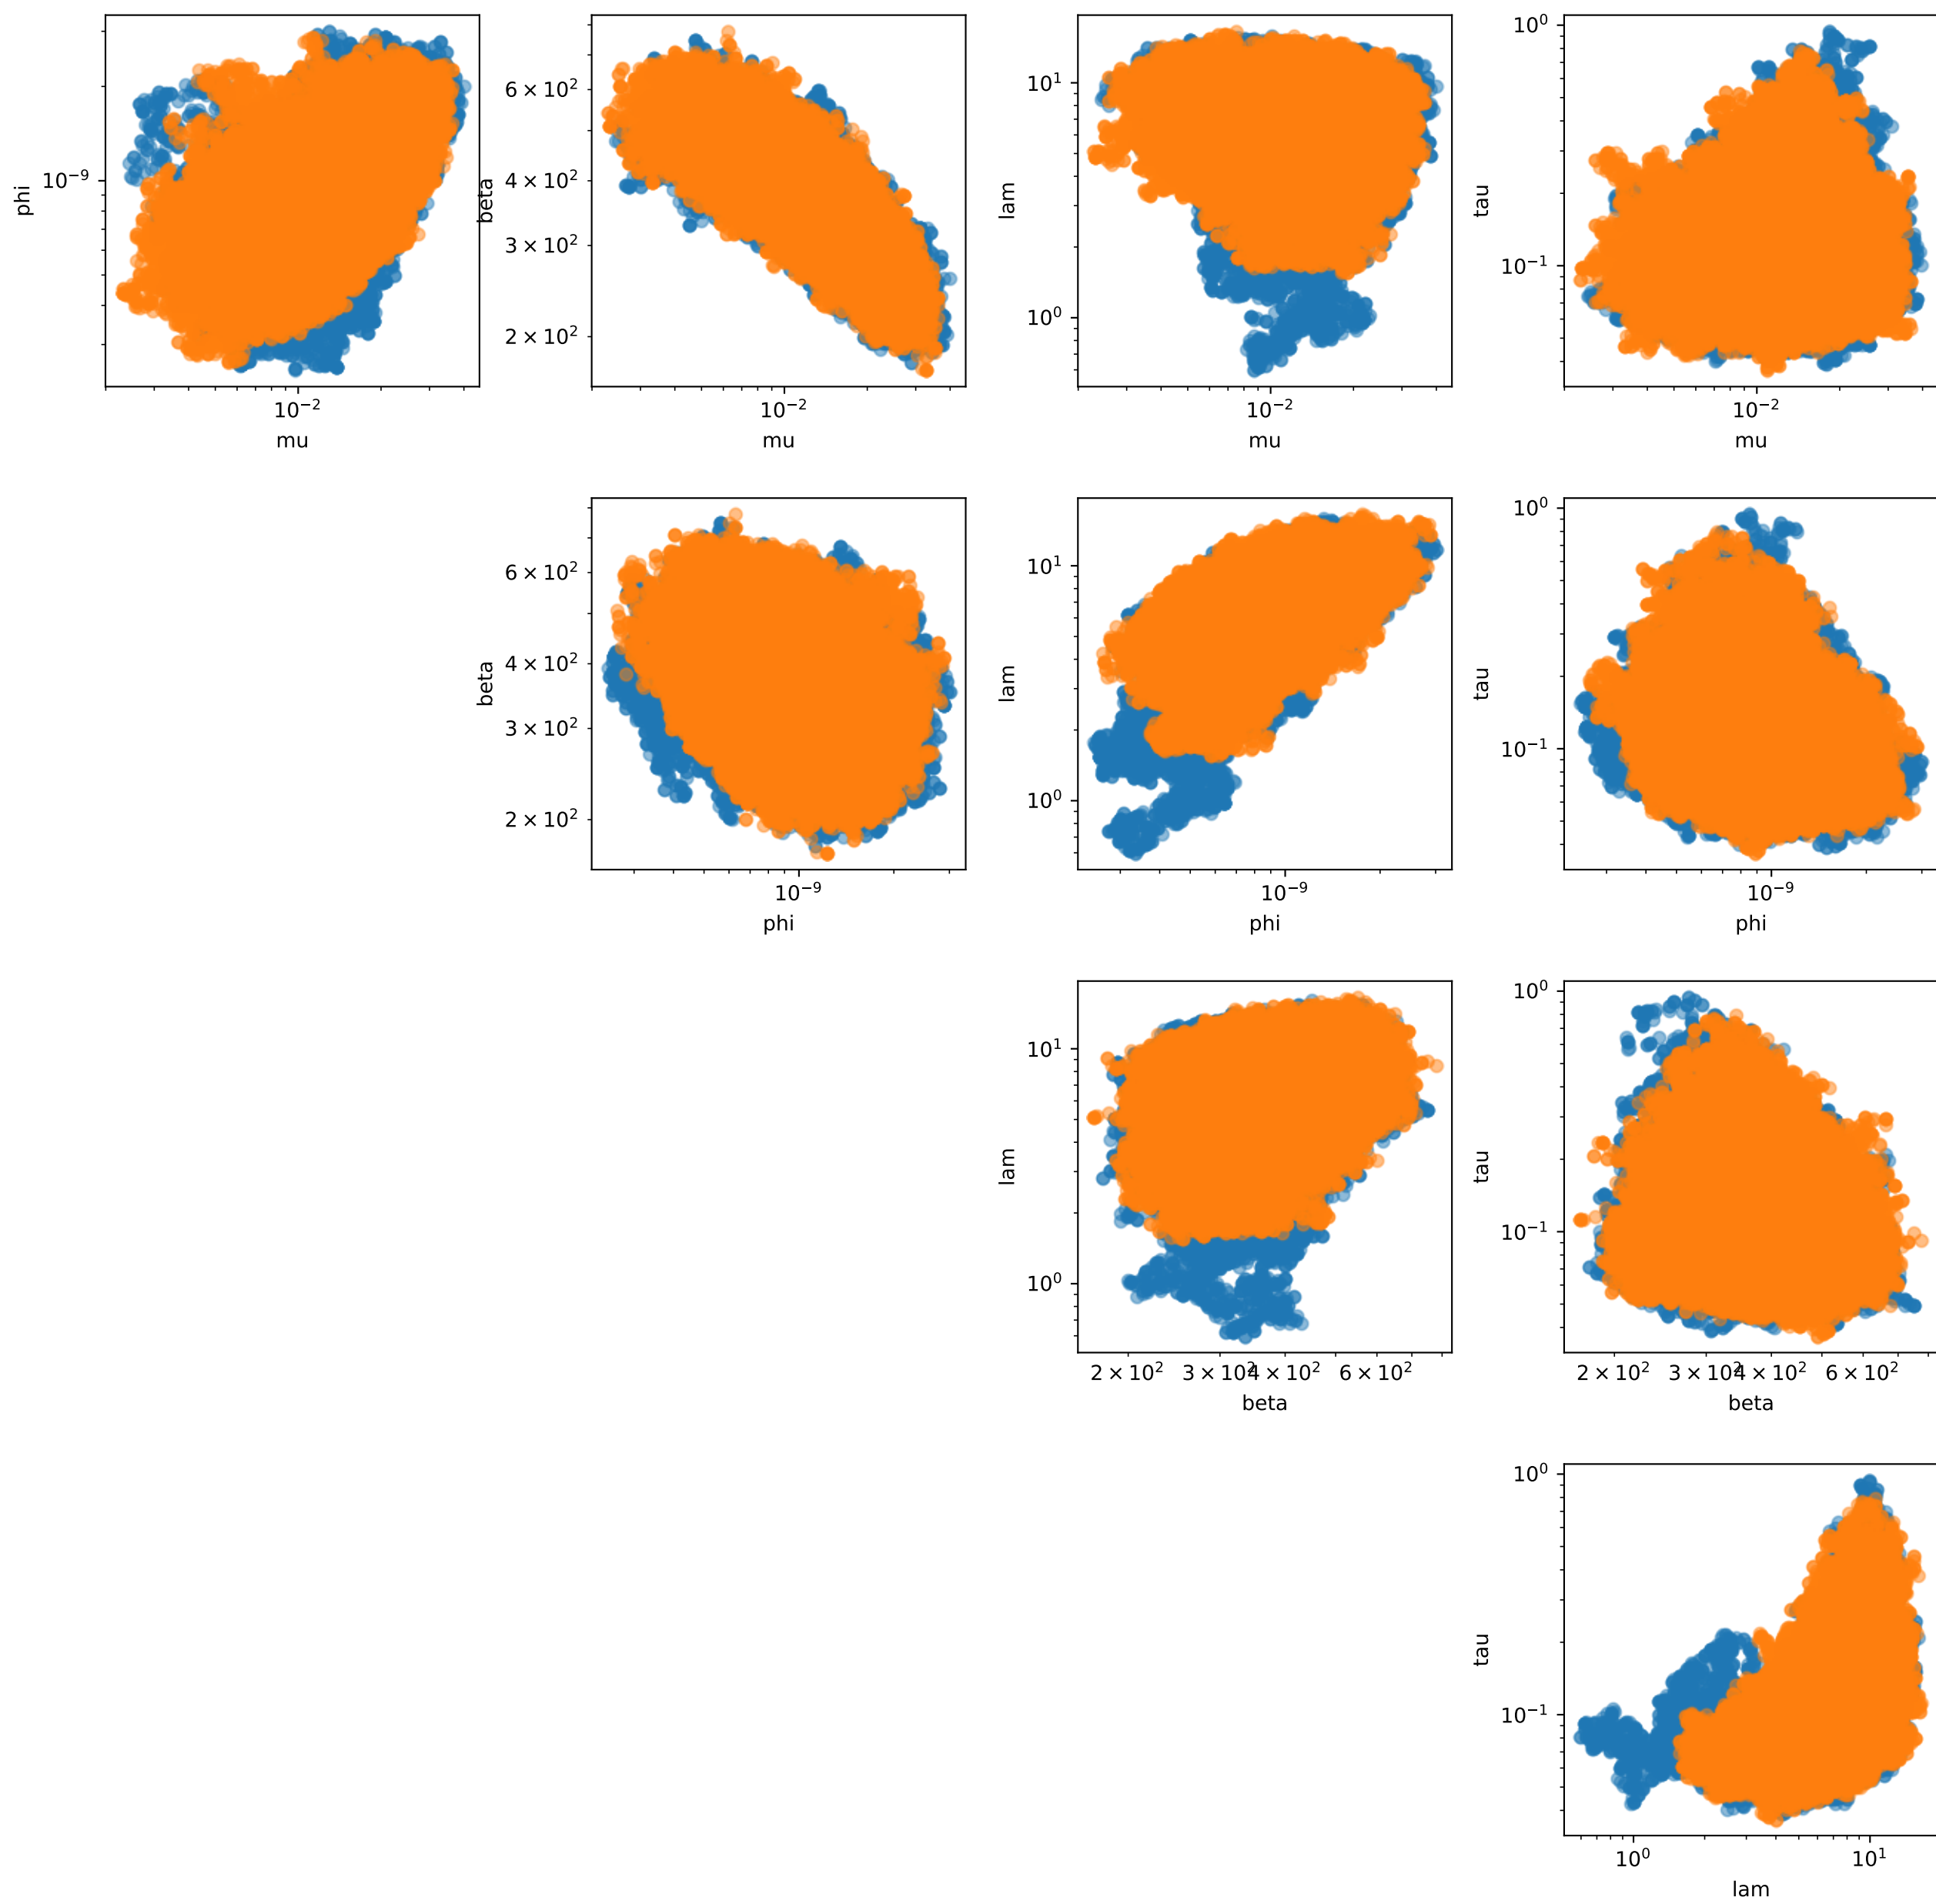 phi
10⁻⁹
10⁻²
mu
beta
6 × 10²
4 × 10²
3 × 10²
2 × 10²
10⁻²
mu
lam
10¹
10⁰
10⁻²
mu
tau
10⁰
10⁻¹
10⁻²
mu
beta
6 × 10²
4 × 10²
3 × 10²
2 × 10²
10⁻⁹
phi
lam
10¹
10⁰
10⁻⁹
phi
tau
10⁰
10⁻¹
10⁻⁹
phi
lam
10¹
10⁰
2 × 10² 3 × 10² 4 × 10² 6 × 10²
beta
tau
10⁰
10⁻¹
2 × 10² 3 × 10² 4 × 10² 6 × 10²
beta
tau
10⁰
10⁻¹
10⁰ 10¹
lam